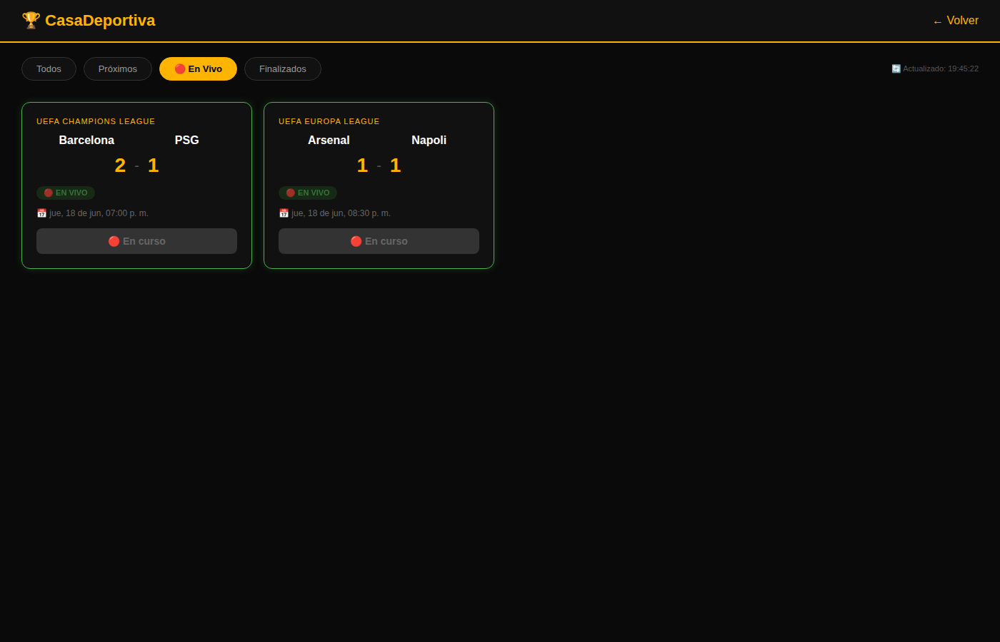 🏆 CasaDeportiva
← Volver
Todos
Próximos
🔴 En Vivo
Finalizados
🔄 Actualizado: 19:45:22
UEFA CHAMPIONS LEAGUE
Barcelona PSG
2 - 1
🔴 EN VIVO
📅 jue, 18 de jun, 07:00 p. m.
🔴 En curso
UEFA EUROPA LEAGUE
Arsenal Napoli
1 - 1
🔴 EN VIVO
📅 jue, 18 de jun, 08:30 p. m.
🔴 En curso